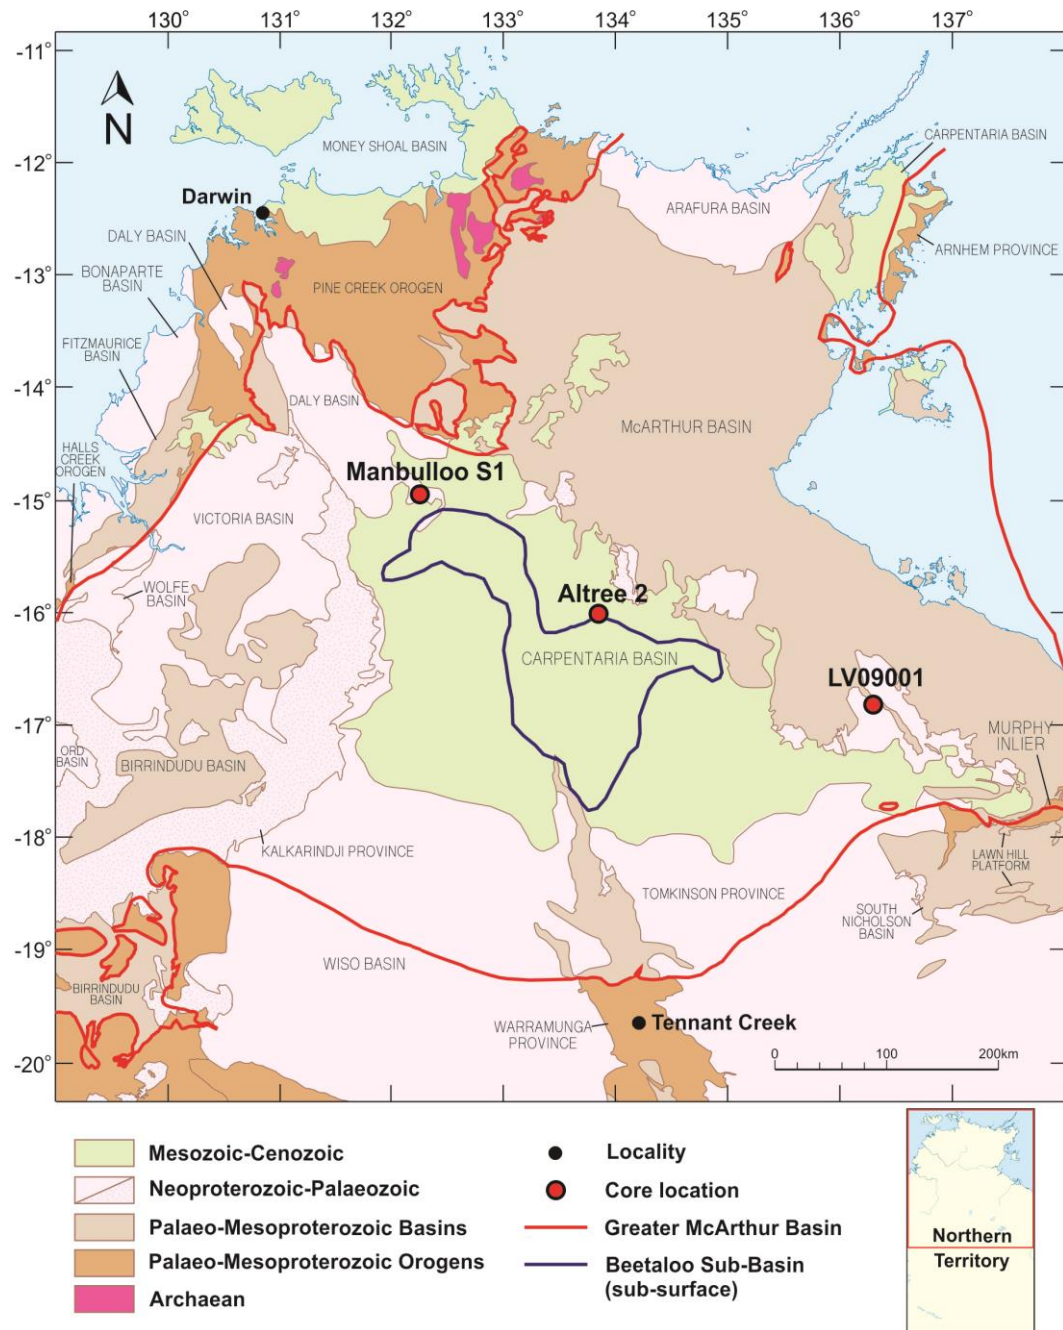 130° 131° 132° 133° 134° 135° 136° 137°
-11°
-12°
-13°
-14°
-15°
-16°
-17°
-18°
-19°
-20°
N
MONEY SHOAL BASIN
CARPENTARIA
BASIN
Darwin
ARAFURA BASIN
DALY BASIN
ARNHEM PROVINCE
BONAPARTE
BASIN
PINE CREEK OROGEN
FITZMAURICE
BASIN
DALY BASIN
McARTHUR BASIN
HALLS
CREEK
OROGEN
Manbulloo S1
VICTORIA BASIN
WOLFE
BASIN
Altree 2
CARPENTARIA BASIN
LV09001
MURPHY
INLIER
ORD
BASIN
BIRRINDUDU BASIN
KALKARINDJI PROVINCE
LAWN HILL
PLATFORM
TOMKINSON PROVINCE
SOUTH
NICHOLSON
BASIN
WISO BASIN
BIRRINDUDU
BASIN
WARRAMUNGA
PROVINCE
Tennant Creek
0 100 200km
Mesozoic-Cenozoic
Neoproterozoic-Palaeozoic
Palaeo-Mesoproterozoic Basins
Palaeo-Mesoproterozoic Orogens
Archaean
Locality
Core location
Greater McArthur Basin
Beetaloo Sub-Basin
(sub-surface)
Northern
Territory